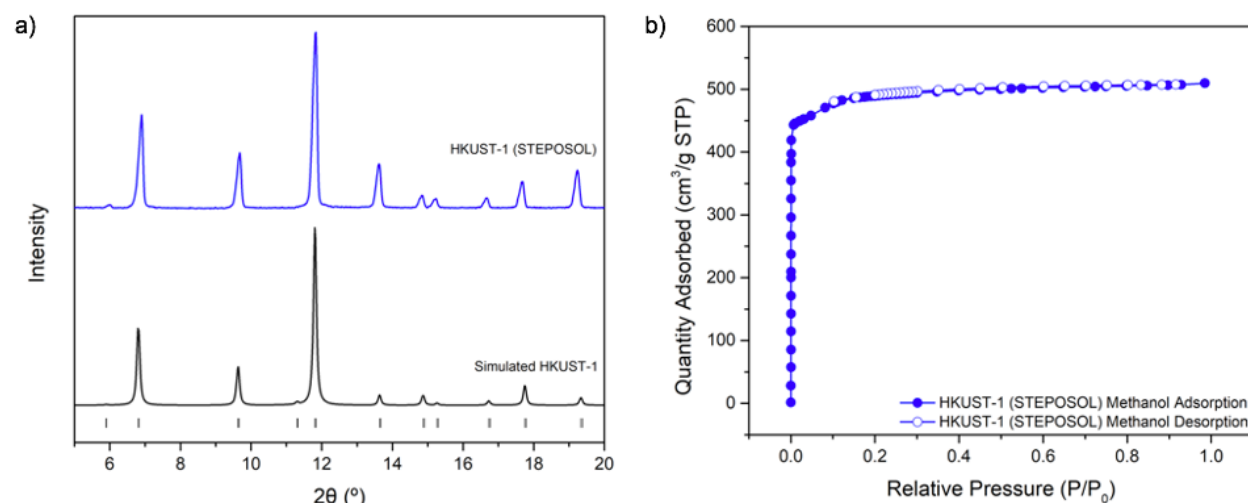 a)
HKUST-1 (STEPOSOL)
Simulated HKUST-1
Intensity
6 8 10 12 14 16 18 20
2θ (º)
b)
600
500
400
300
200
100
0
Quantity Adsorbed (cm³/g STP)
HKUST-1 (STEPOSOL) Methanol Adsorption
HKUST-1 (STEPOSOL) Methanol Desorption
0.0 0.2 0.4 0.6 0.8 1.0
Relative Pressure (P/P₀)